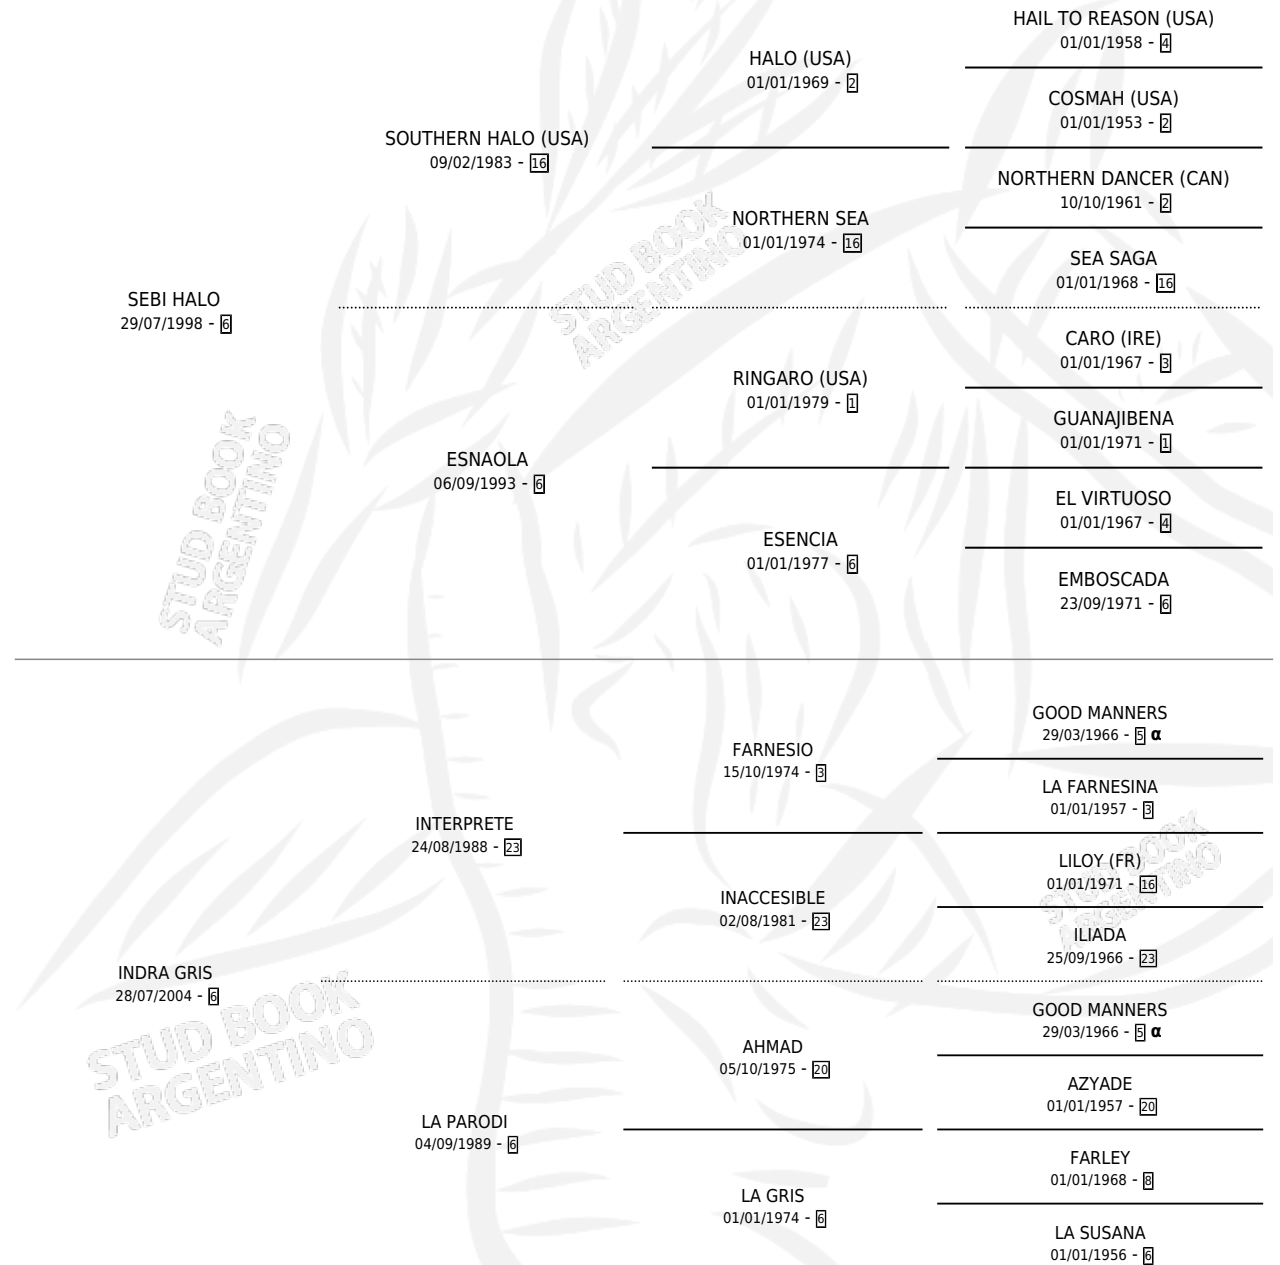 HAIL TO REASON (USA)
01/01/1958 - 4
HALO (USA)
01/01/1969 - 2
COSMAH (USA)
01/01/1953 - 2
SOUTHERN HALO (USA)
09/02/1983 - 16
NORTHERN DANCER (CAN)
10/10/1961 - 2
NORTHERN SEA
01/01/1974 - 16
SEA SAGA
01/01/1968 - 16
SEBI HALO
29/07/1998 - 6
CARO (IRE)
01/01/1967 - 3
RINGARO (USA)
01/01/1979 - 1
GUANAJIBENA
01/01/1971 - 1
ESNAOLA
06/09/1993 - 6
EL VIRTUOSO
01/01/1967 - 4
ESENCIA
01/01/1977 - 6
EMBOSCADA
23/09/1971 - 6
GOOD MANNERS
29/03/1966 - 5 α
FARNESIO
15/10/1974 - 3
LA FARNESINA
01/01/1957 - 3
INTERPRETE
24/08/1988 - 23
LILOY (FR)
01/01/1971 - 16
INACCESIBLE
02/08/1981 - 23
ILIADA
25/09/1966 - 23
INDRA GRIS
28/07/2004 - 6
GOOD MANNERS
29/03/1966 - 5 α
AHMAD
05/10/1975 - 20
AZYADE
01/01/1957 - 20
LA PARODI
04/09/1989 - 6
FARLEY
01/01/1968 - 8
LA GRIS
01/01/1974 - 6
LA SUSANA
01/01/1956 - 6
STUD BOOK
ARGENTINO
STUD BOOK
ARGENTINO
STUD BOOK
ARGENTINO
STUD BOOK
ARGENTINO